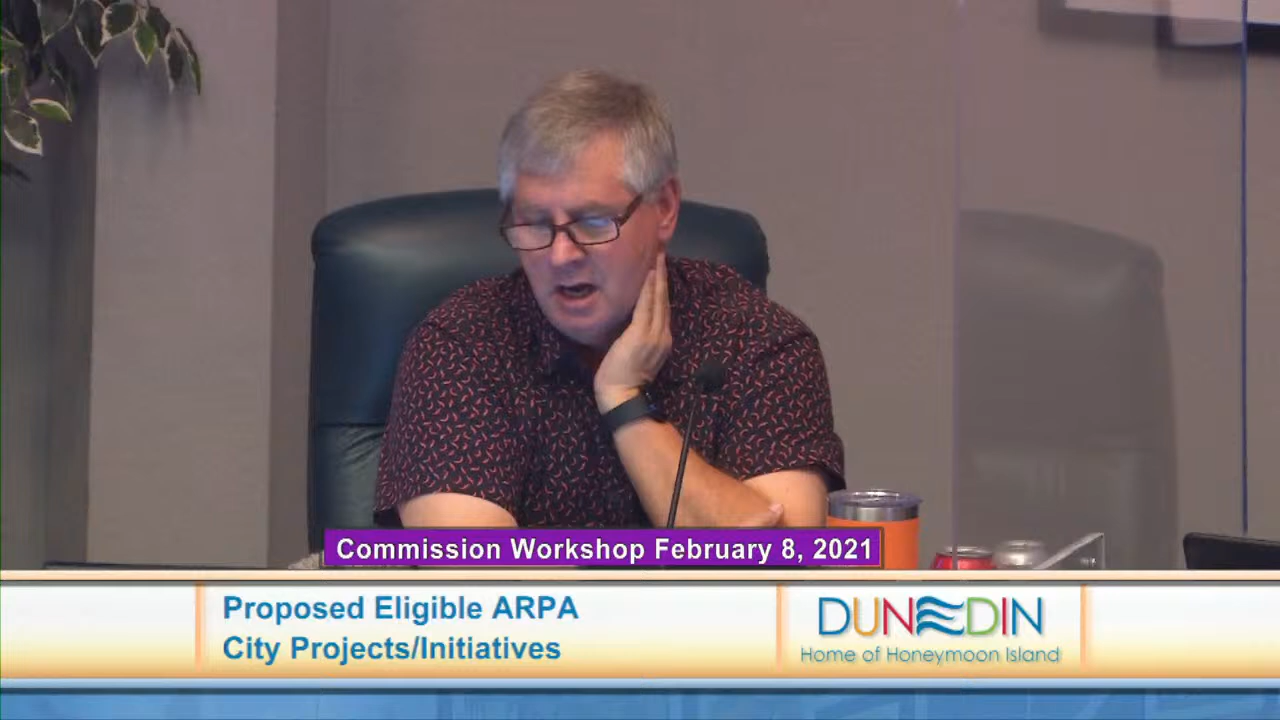 Commission Workshop February 8, 2021
Proposed Eligible ARPA
City Projects/Initiatives
DUNEDIN
Home of Honeymoon Island